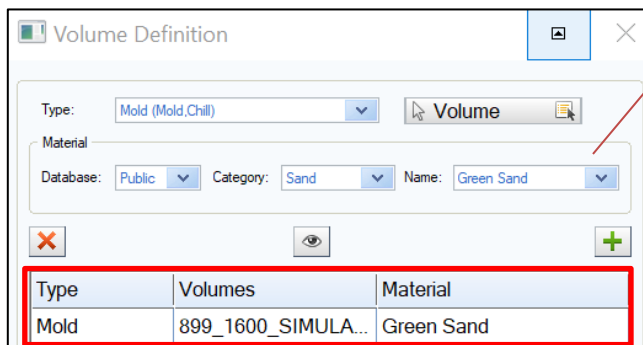 Volume Definition
Type: Mold (Mold,Chill) Volume
Material
Database: Public Category: Sand Name: Green Sand
Type Volumes Material
Mold 899_1600_SIMULA... Green Sand